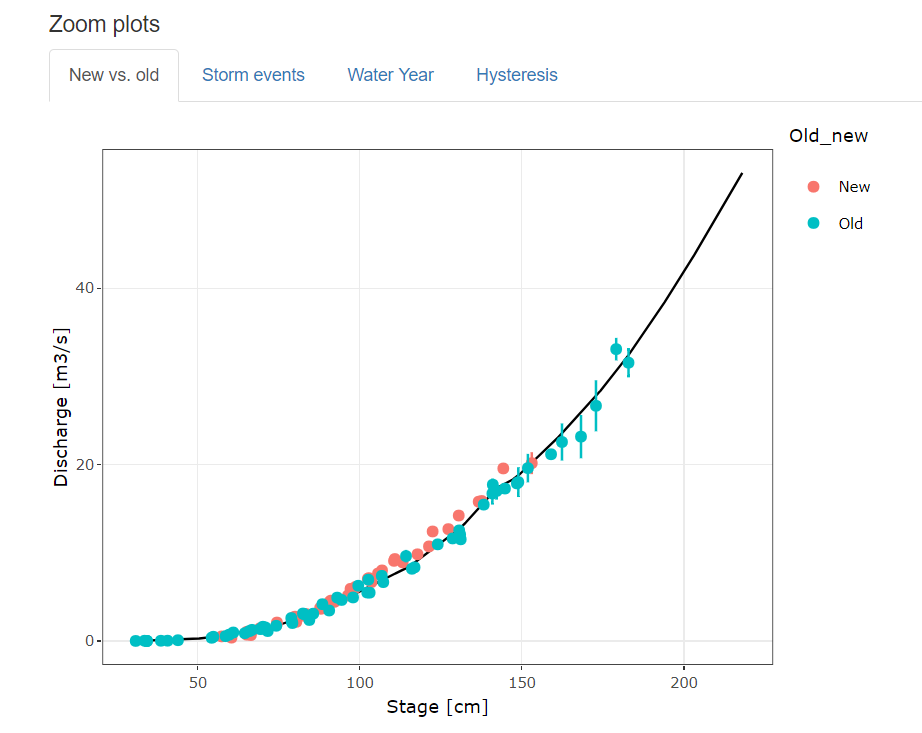 Zoom plots
New vs. old Storm events Water Year Hysteresis
Old_new
New
Old
Discharge [m3/s]
40
20
0
50 100 150 200
Stage [cm]